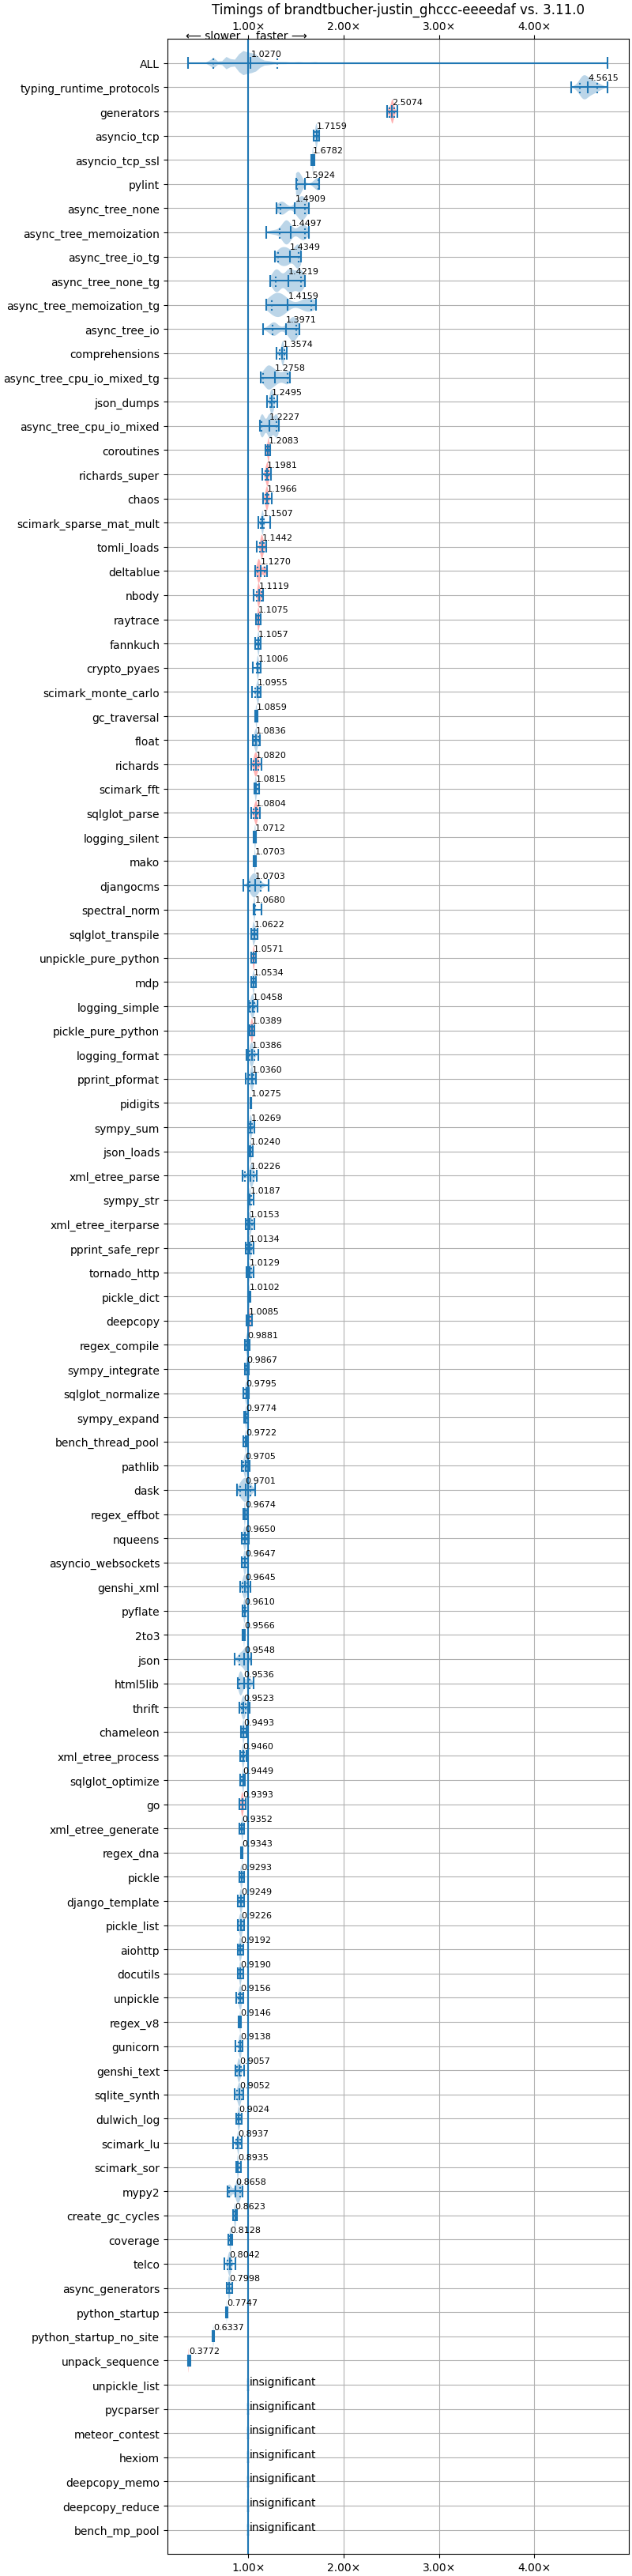 Timings of brandtbucher-justin_ghccc-eeeedaf vs. 3.11.0
1.00× 2.00× 3.00× 4.00×
⟵ slower faster ⟶
ALL 1.0270
typing_runtime_protocols 4.5615
generators 2.5074
asyncio_tcp 1.7159
asyncio_tcp_ssl 1.6782
pylint 1.5924
async_tree_none 1.4909
async_tree_memoization 1.4497
async_tree_io_tg 1.4349
async_tree_none_tg 1.4219
async_tree_memoization_tg 1.4159
async_tree_io 1.3971
comprehensions 1.3574
async_tree_cpu_io_mixed_tg 1.2758
json_dumps 1.2495
async_tree_cpu_io_mixed 1.2227
coroutines 1.2083
richards_super 1.1981
chaos 1.1966
scimark_sparse_mat_mult 1.1507
tomli_loads 1.1442
deltablue 1.1270
nbody 1.1119
raytrace 1.1075
fannkuch 1.1057
crypto_pyaes 1.1006
scimark_monte_carlo 1.0955
gc_traversal 1.0859
float 1.0836
richards 1.0820
scimark_fft 1.0815
sqlglot_parse 1.0804
logging_silent 1.0712
mako 1.0703
djangocms 1.0703
spectral_norm 1.0680
sqlglot_transpile 1.0622
unpickle_pure_python 1.0571
mdp 1.0534
logging_simple 1.0458
pickle_pure_python 1.0389
logging_format 1.0386
pprint_pformat 1.0360
pidigits 1.0275
sympy_sum 1.0269
json_loads 1.0240
xml_etree_parse 1.0226
sympy_str 1.0187
xml_etree_iterparse 1.0153
pprint_safe_repr 1.0134
tornado_http 1.0129
pickle_dict 1.0102
deepcopy 1.0085
regex_compile 0.9881
sympy_integrate 0.9867
sqlglot_normalize 0.9795
sympy_expand 0.9774
bench_thread_pool 0.9722
pathlib 0.9705
dask 0.9701
regex_effbot 0.9674
nqueens 0.9650
asyncio_websockets 0.9647
genshi_xml 0.9645
pyflate 0.9610
2to3 0.9566
json 0.9548
html5lib 0.9536
thrift 0.9523
chameleon 0.9493
xml_etree_process 0.9460
sqlglot_optimize 0.9449
go 0.9393
xml_etree_generate 0.9352
regex_dna 0.9343
pickle 0.9293
django_template 0.9249
pickle_list 0.9226
aiohttp 0.9192
docutils 0.9190
unpickle 0.9156
regex_v8 0.9146
gunicorn 0.9138
genshi_text 0.9057
sqlite_synth 0.9052
dulwich_log 0.9024
scimark_lu 0.8937
scimark_sor 0.8935
mypy2 0.8658
create_gc_cycles 0.8623
coverage 0.8128
telco 0.8042
async_generators 0.7998
python_startup 0.7747
python_startup_no_site 0.6337
unpack_sequence 0.3772
unpickle_list insignificant
pycparser insignificant
meteor_contest insignificant
hexiom insignificant
deepcopy_memo insignificant
deepcopy_reduce insignificant
bench_mp_pool insignificant
1.00× 2.00× 3.00× 4.00×